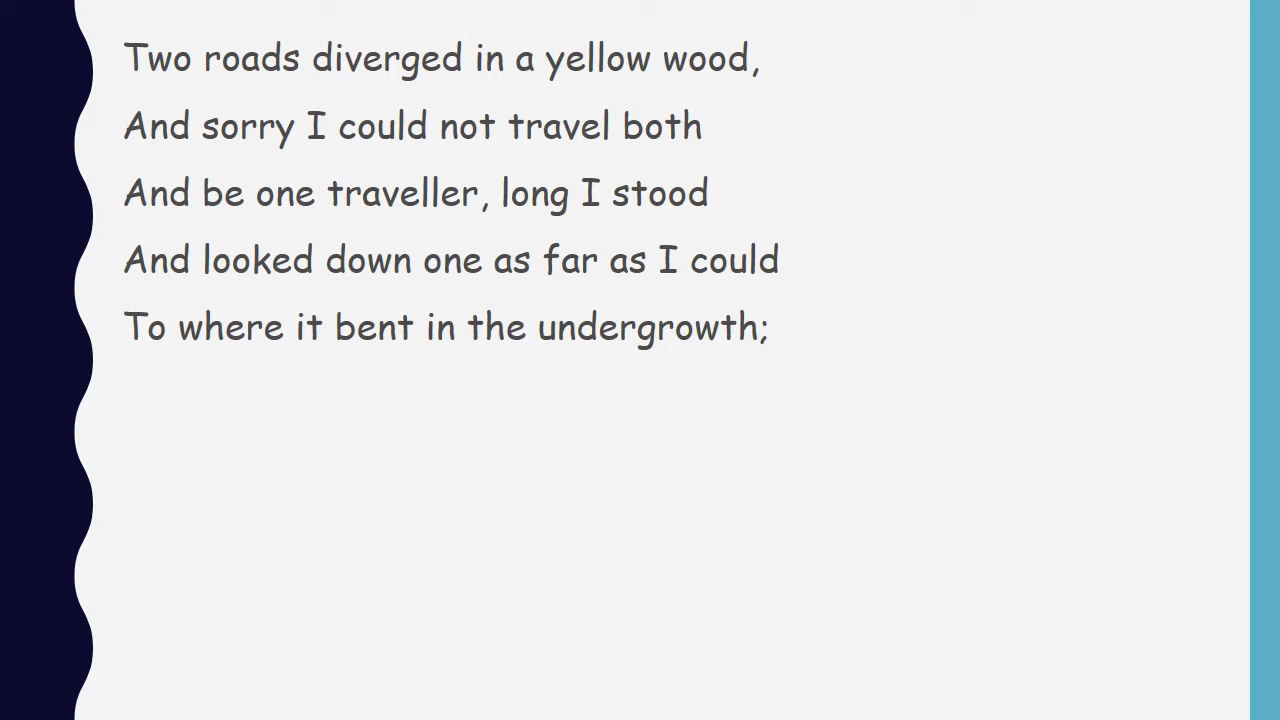 Two roads diverged in a yellow wood,
And sorry I could not travel both
And be one traveller, long I stood
And looked down one as far as I could
To where it bent in the undergrowth;